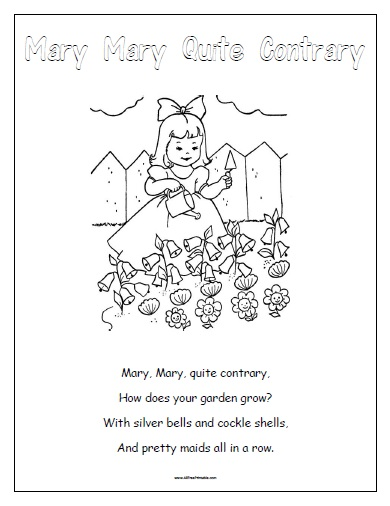 Mary Mary Quite Contrary
Mary, Mary, quite contrary,
How does your garden grow?
With silver bells and cockle shells,
And pretty maids all in a row.